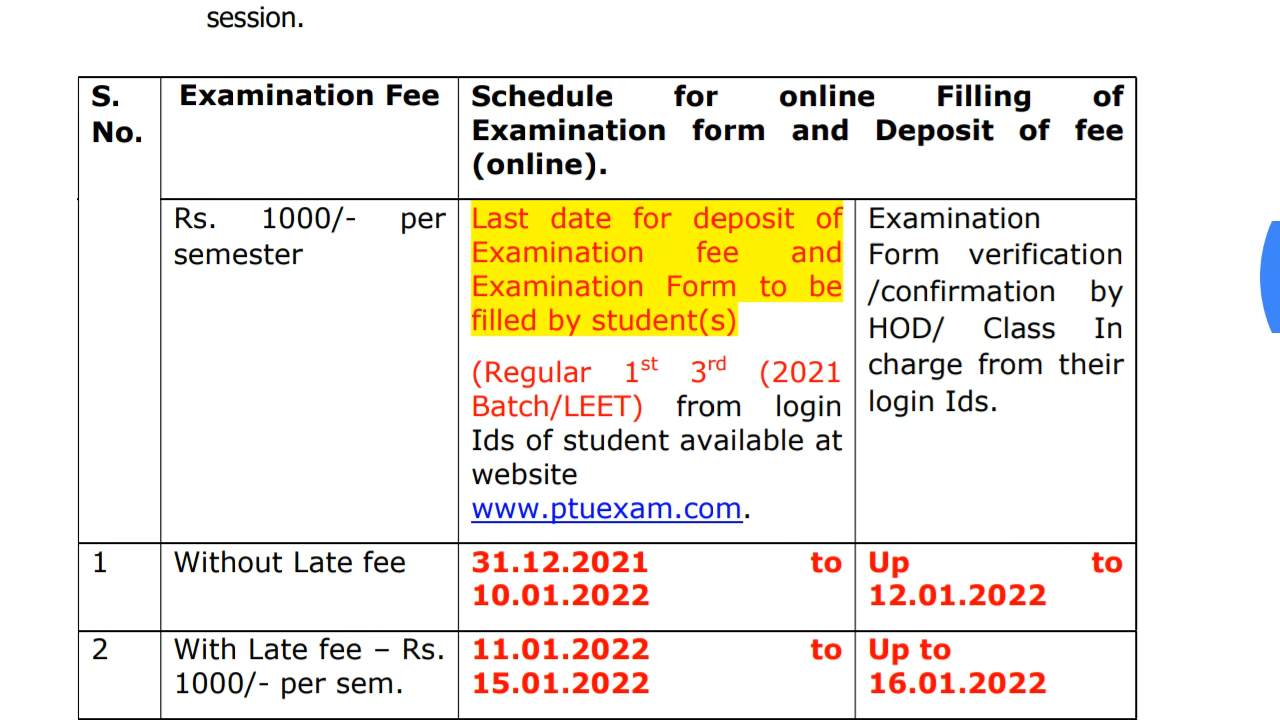 session.
S. No.
Examination Fee
Schedule for online Filling of
Examination form and Deposit of fee
(online).
Rs. 1000/- per
semester
Last date for deposit of
Examination fee and
Examination Form to be
filled by student(s)
(Regular 1st 3rd (2021
Batch/LEET) from login
Ids of student available at
website
www.ptuexam.com.
Examination
Form verification
/confirmation by
HOD/ Class In
charge from their
login Ids.
1
Without Late fee
31.12.2021 to
10.01.2022
Up to
12.01.2022
2
With Late fee – Rs.
1000/- per sem.
11.01.2022 to
15.01.2022
Up to
16.01.2022